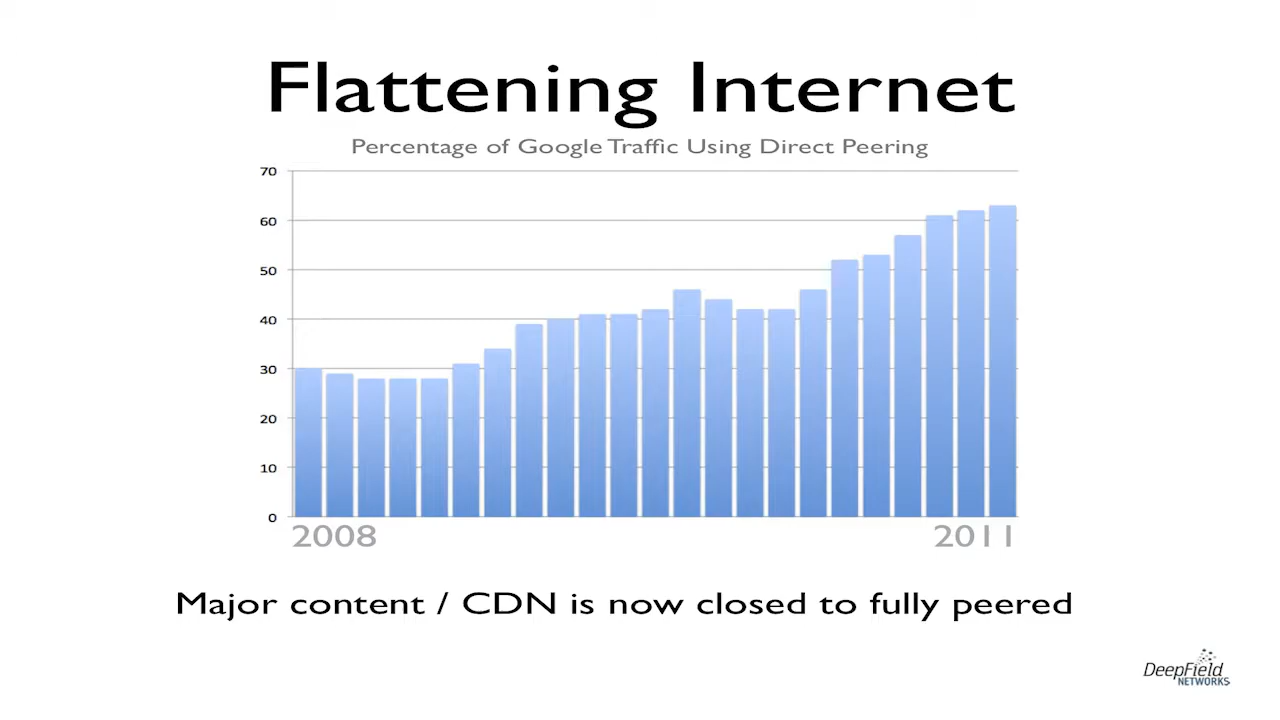 Flattening Internet
Percentage of Google Traffic Using Direct Peering
70
60
50
40
30
20
10
0
2008 2011
Major content / CDN is now closed to fully peered
DeepField
NETWORKS